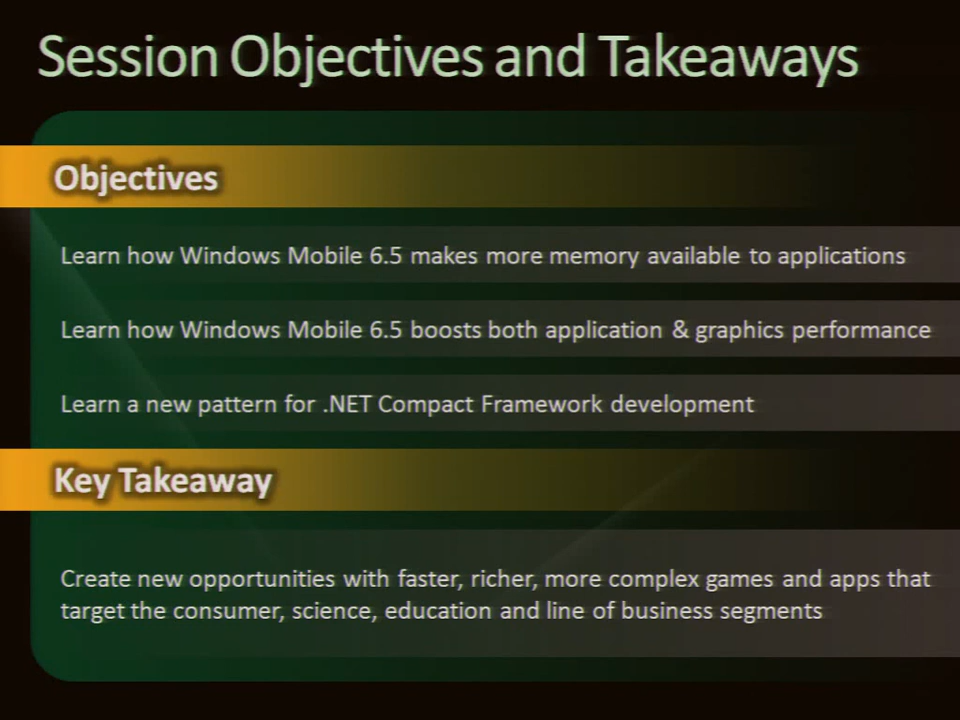 Session Objectives and Takeaways
Objectives
Learn how Windows Mobile 6.5 makes more memory available to applications
Learn how Windows Mobile 6.5 boosts both application & graphics performance
Learn a new pattern for .NET Compact Framework development
Key Takeaway
Create new opportunities with faster, richer, more complex games and apps that
target the consumer, science, education and line of business segments